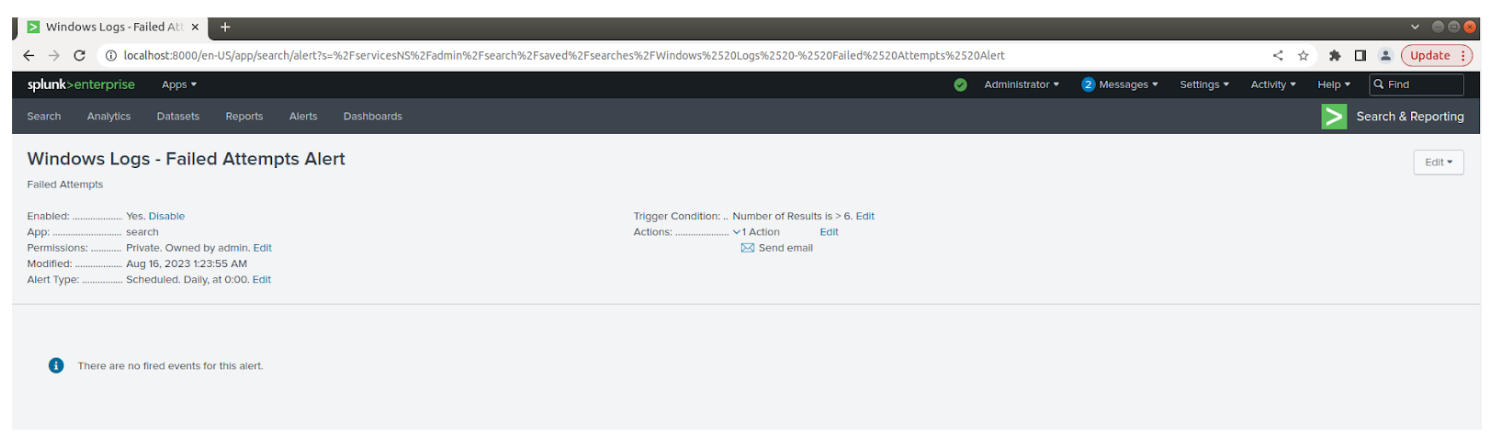 Windows Logs - Failed Att
localhost:8000/en-US/app/search/alert?s=%2FservicesNS%2Fadmin%2Fsearch%2Fsaved%2Fsearches%2FWindows%2520Logs%2520-%2520Failed%2520Attempts%2520Alert
Update
splunk>enterprise Apps Administrator 2 Messages Settings Activity Help Find
Search Analytics Datasets Reports Alerts Dashboards Search & Reporting
Windows Logs - Failed Attempts Alert
Edit
Failed Attempts
Enabled: ................... Yes. Disable
App: .......................... search
Permissions: ............ Private. Owned by admin. Edit
Modified: .................. Aug 16, 2023 1:23:55 AM
Alert Type: ............... Scheduled. Daily, at 0:00. Edit
Trigger Condition: .. Number of Results is > 6. Edit
Actions: .................... 1 Action Edit
Send email
There are no fired events for this alert.